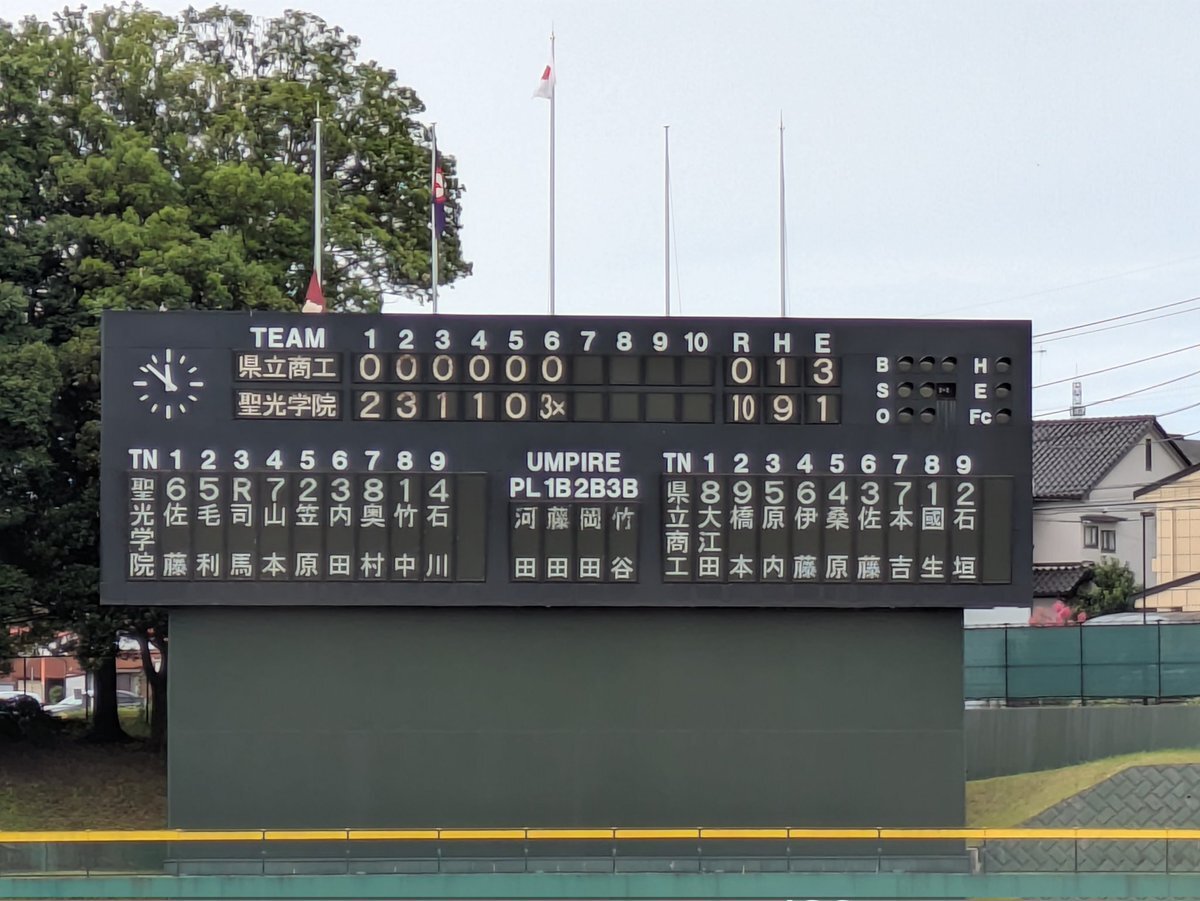 TEAM 1 2 3 4 5 6 7 8 9 10 R H E
県立商工 0 0 0 0 0 0 0 1 3
聖光学院 2 3 1 1 0 3x 10 9 1
B H
S E
O Fc
TN 1 2 3 4 5 6 7 8 9
聖光学院
6 佐藤
5 毛利
R 司馬
7 山本
2 笠原
3 内田
8 奥村
1 竹中
4 石川
UMPIRE
PL 1B 2B 3B
河田
藤田
岡田
竹谷
TN 1 2 3 4 5 6 7 8 9
県立商工
8 大江田
9 橋本
5 原内
6 伊藤
4 桑原
3 佐藤
7 本吉
1 國生
2 石垣